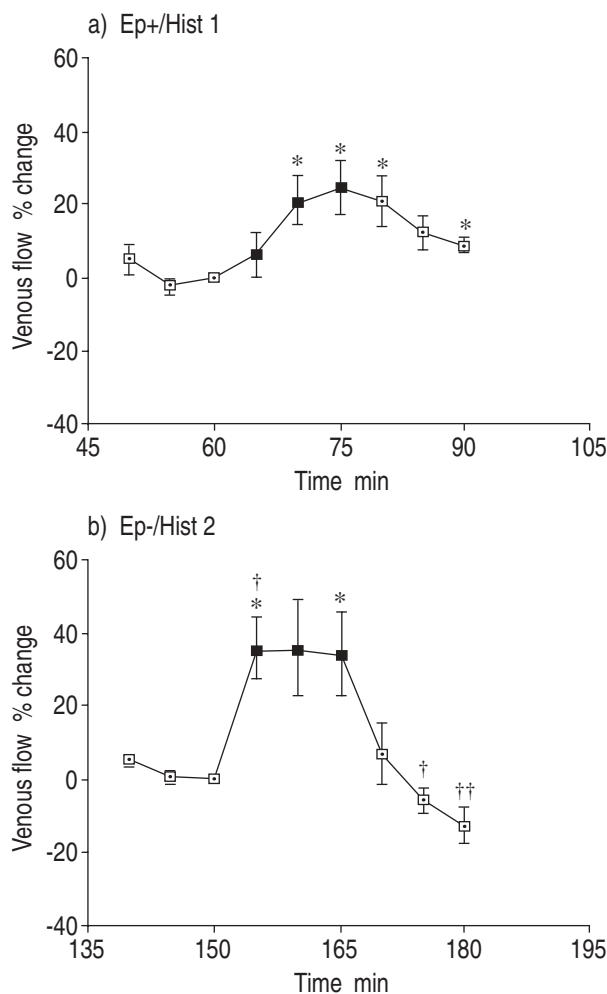 a) Ep+/Hist 1
60
40
20
0
-20
-40
Venous flow % change
* * * *
45 60 75 90 105
Time min
b) Ep-/Hist 2
60
40
20
0
-20
-40
Venous flow % change
†
* *
† ††
135 150 165 180 195
Time min